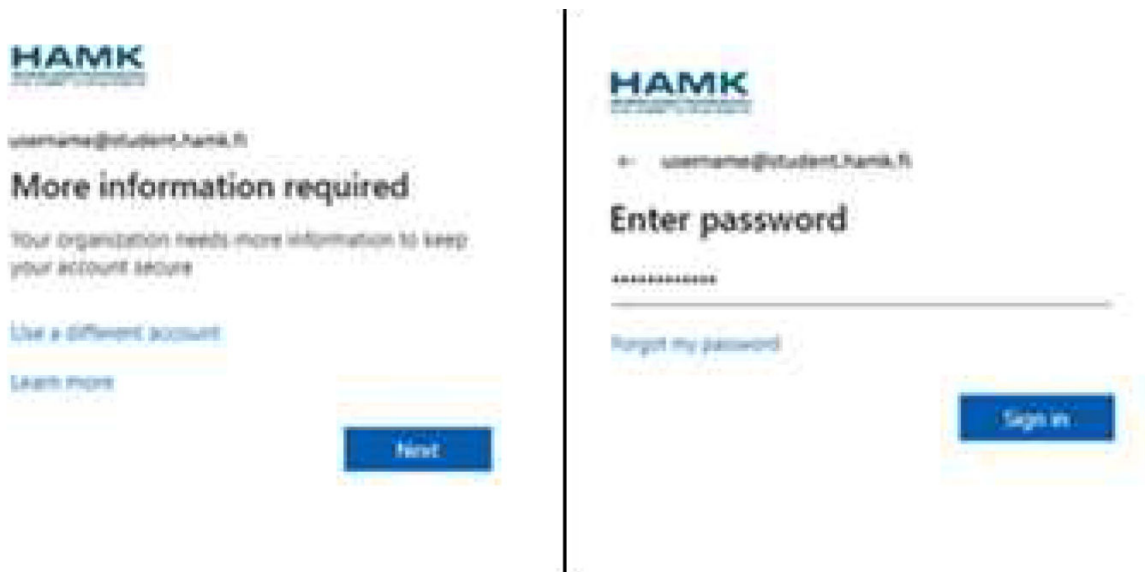 HAMK
username@student.hamk.fi
More information required
Your organization needs more information to keep
your account secure
Use a different account
Learn more
Next
HAMK
← username@student.hamk.fi
Enter password
••••••••••••
Forgot my password
Sign in